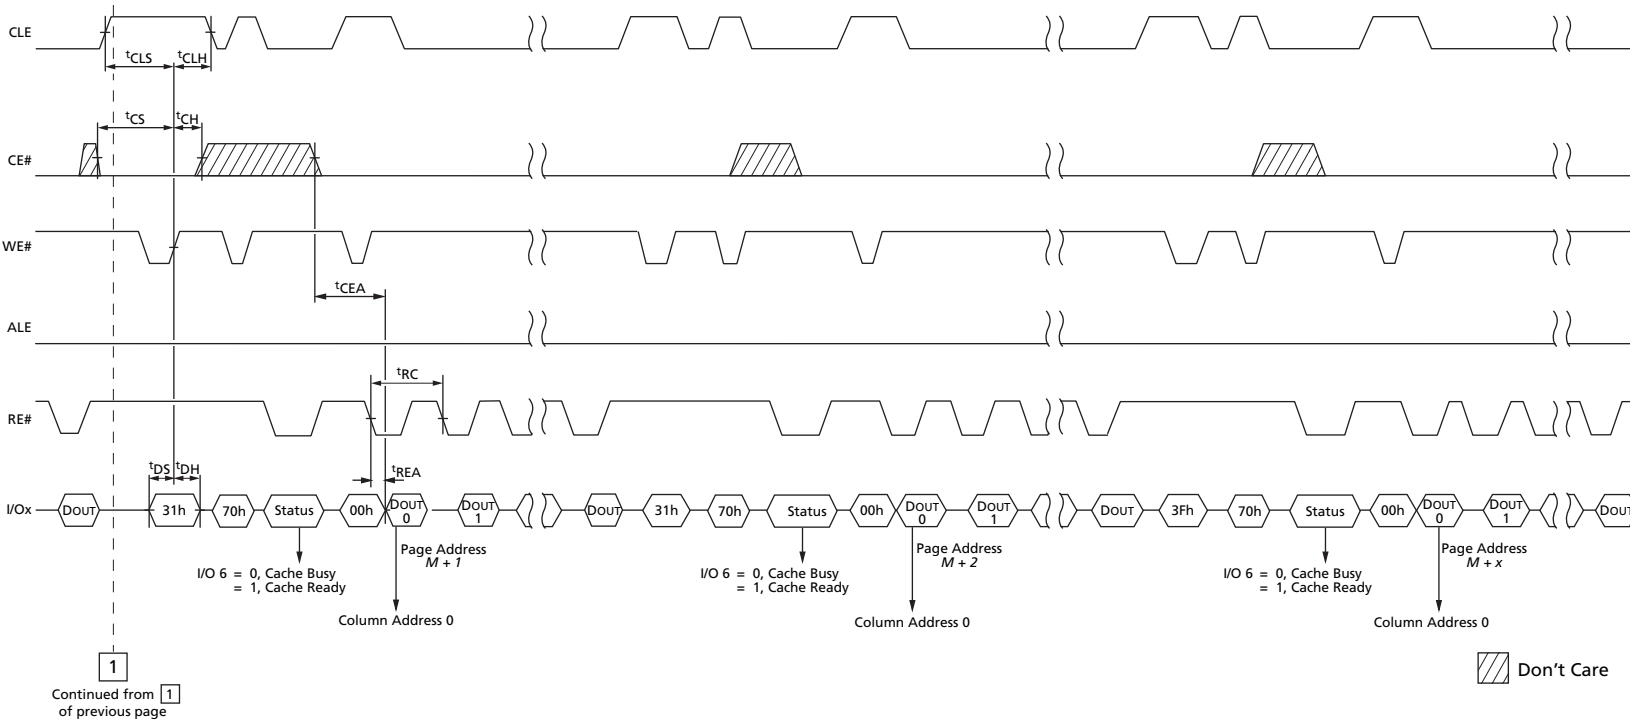 CLE
tCLS tCLH
tCS tCH
CE#
WE#
tCEA
ALE
tRC
RE#
tDS tDH
tREA
I/Ox
DOUT
31h
70h
Status
00h
DOUT
0
DOUT
1
DOUT
31h
70h
Status
00h
DOUT
0
DOUT
1
DOUT
3Fh
70h
Status
00h
DOUT
0
DOUT
1
DOUT
Page Address
M + 1
I/O 6 = 0, Cache Busy
= 1, Cache Ready
Column Address 0
Page Address
M + 2
I/O 6 = 0, Cache Busy
= 1, Cache Ready
Column Address 0
Page Address
M + x
I/O 6 = 0, Cache Busy
= 1, Cache Ready
Column Address 0
1
Continued from 1
of previous page
Don't Care